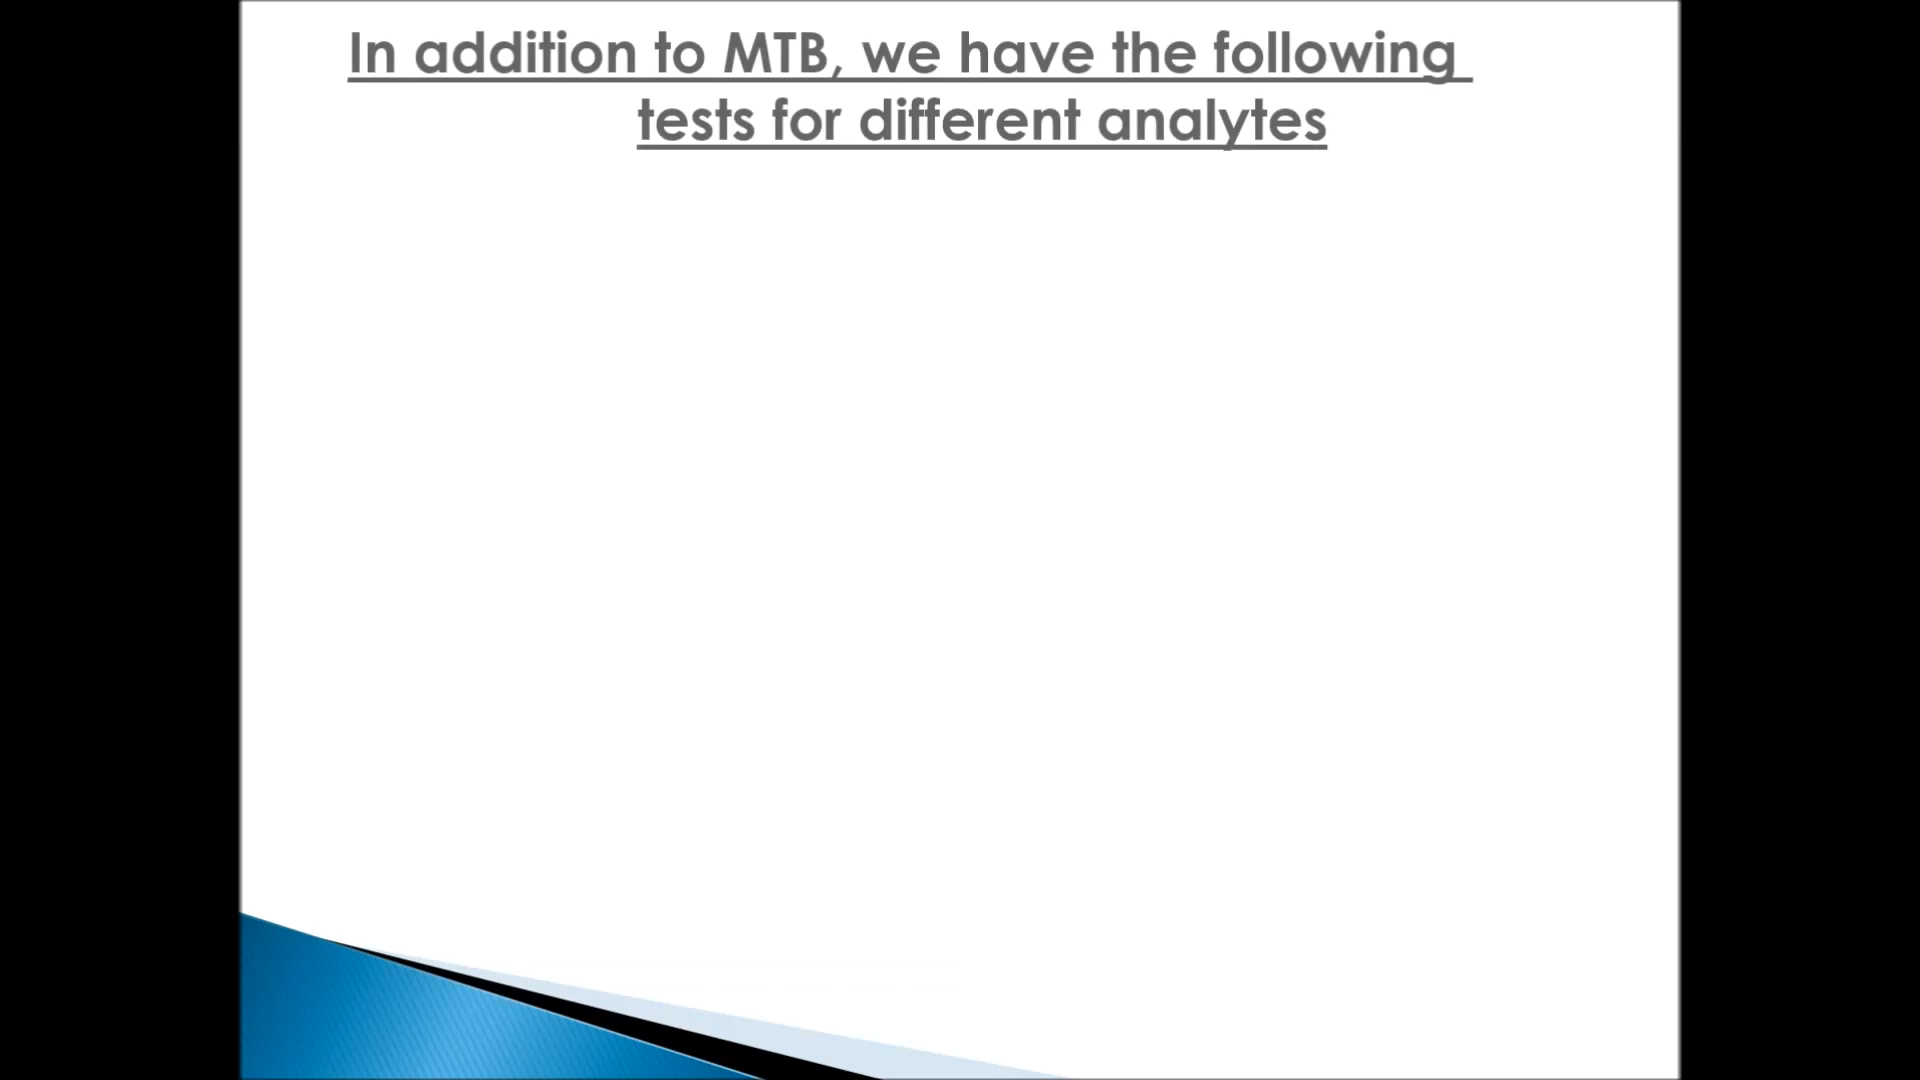 In addition to MTB, we have the following
tests for different analytes